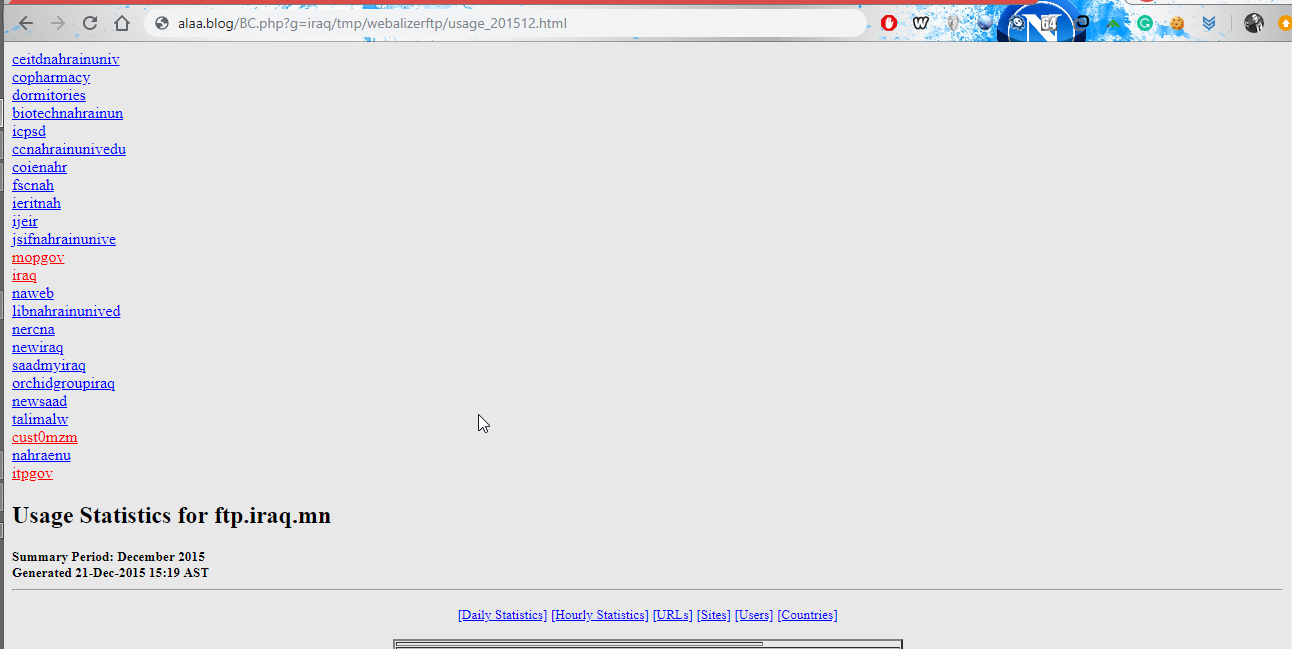 alaa.blog/BC.php?g=iraq/tmp/webalizerftp/usage_201512.html
W
N
64
ceitdnahrainuniv
copharmacy
dormitories
biotechnahrainun
icpsd
ccnahrainunivedu
coienahr
fscnah
ieritnah
ijeir
jsifnahrainunive
mopgov
iraq
naweb
libnahrainunived
nercna
newiraq
saadmyiraq
orchidgroupiraq
newsaad
talimalw
cust0mzm
nahraenu
itpgov
Usage Statistics for ftp.iraq.mn
Summary Period: December 2015
Generated 21-Dec-2015 15:19 AST
[Daily Statistics] [Hourly Statistics] [URLs] [Sites] [Users] [Countries]